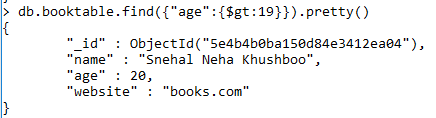 > db.booktable.find({"age":{$gt:19}}).pretty()
{
        "_id" : ObjectId("5e4b4b0ba150d84e3412ea04"),
        "name" : "Snehal Neha Khushboo",
        "age" : 20,
        "website" : "books.com"
}